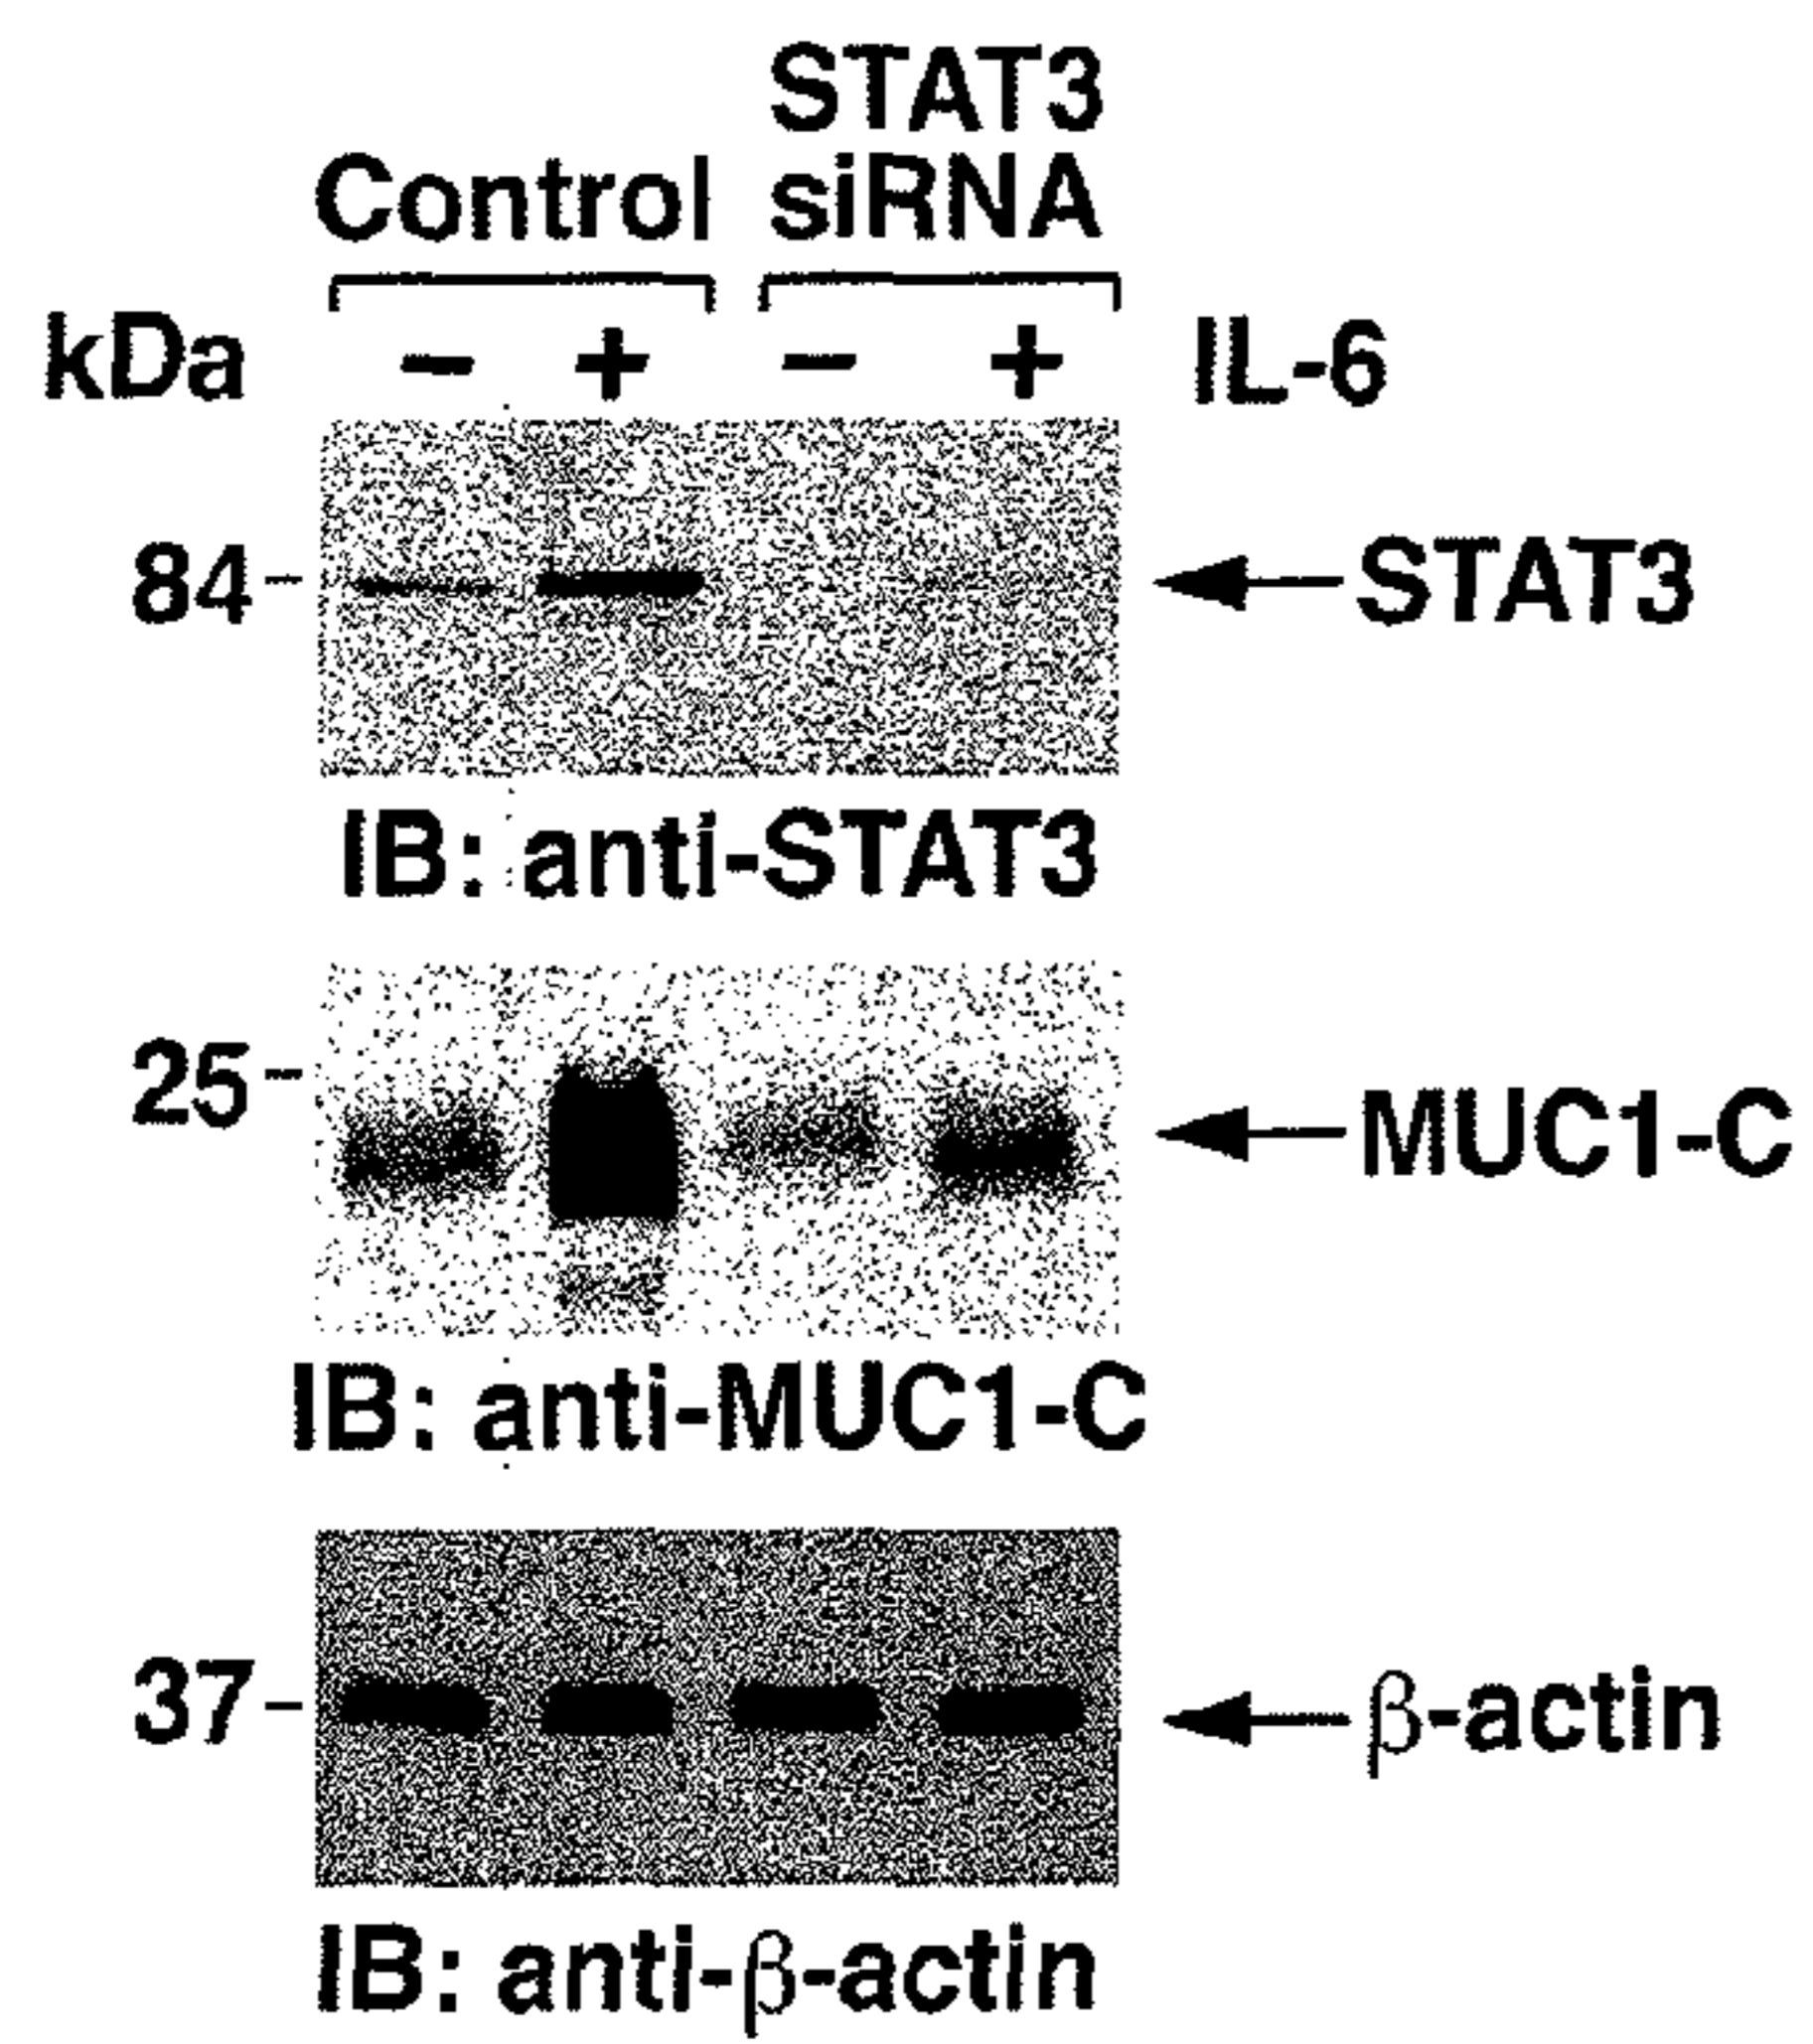 STAT3
Control siRNA
kDa − + − + IL-6
84 STAT3
IB: anti-STAT3
25 MUC1-C
IB: anti-MUC1-C
37 β-actin
IB: anti-β-actin